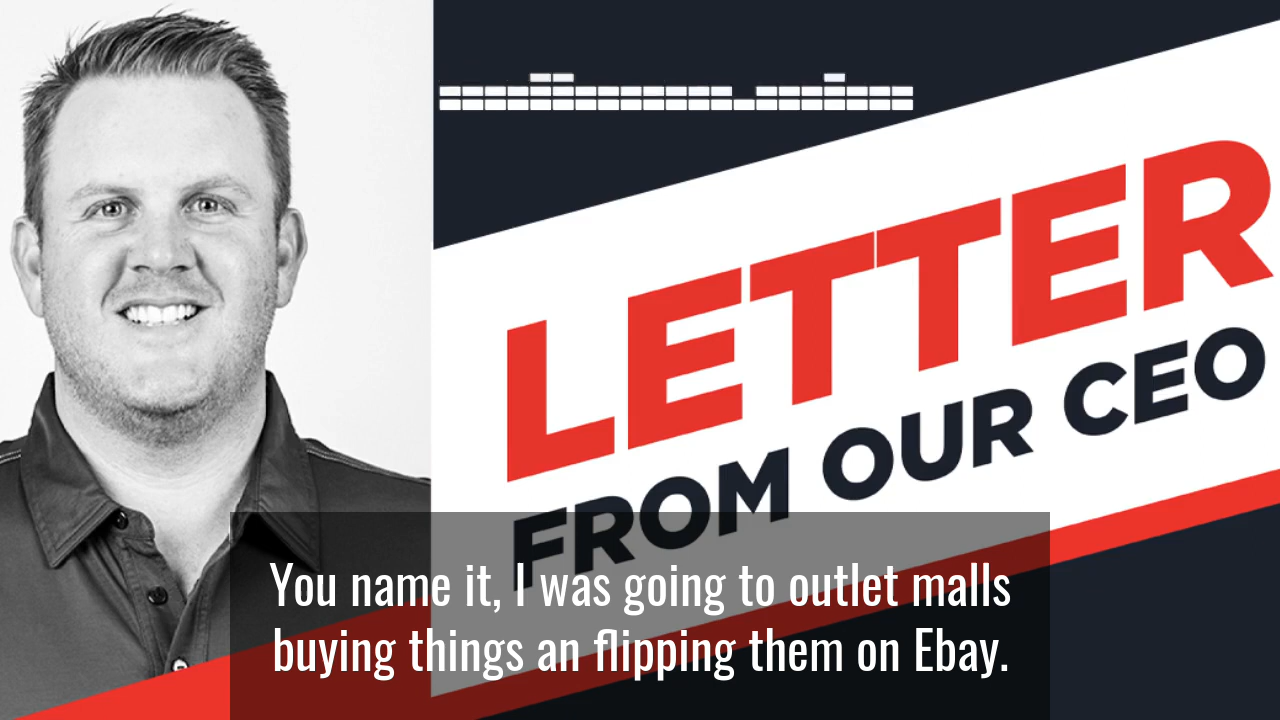 LETTER
FROM OUR CEO
You name it, I was going to outlet malls
buying things an flipping them on Ebay.